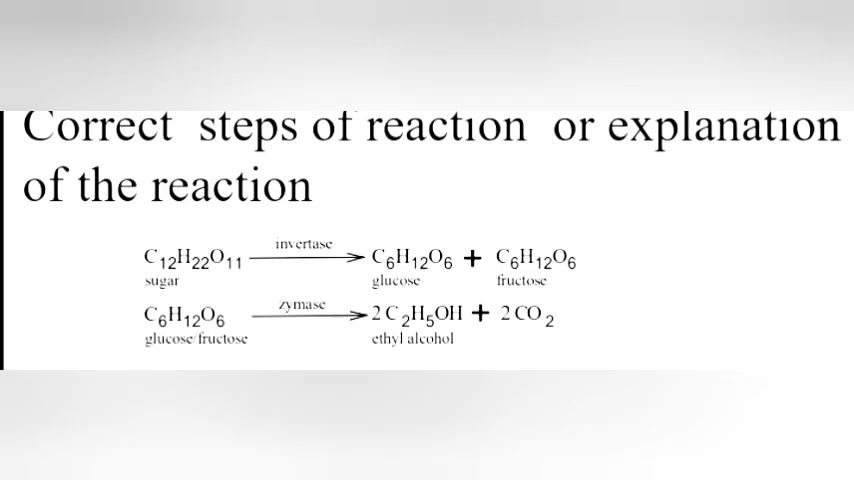 Correct steps of reaction or explanation
of the reaction
invertase
C12H22O11 ⟶ C6H12O6 + C6H12O6
sugar glucose fructose
zymase
C6H12O6 ⟶ 2 C2H5OH + 2 CO2
glucose/fructose ethyl alcohol